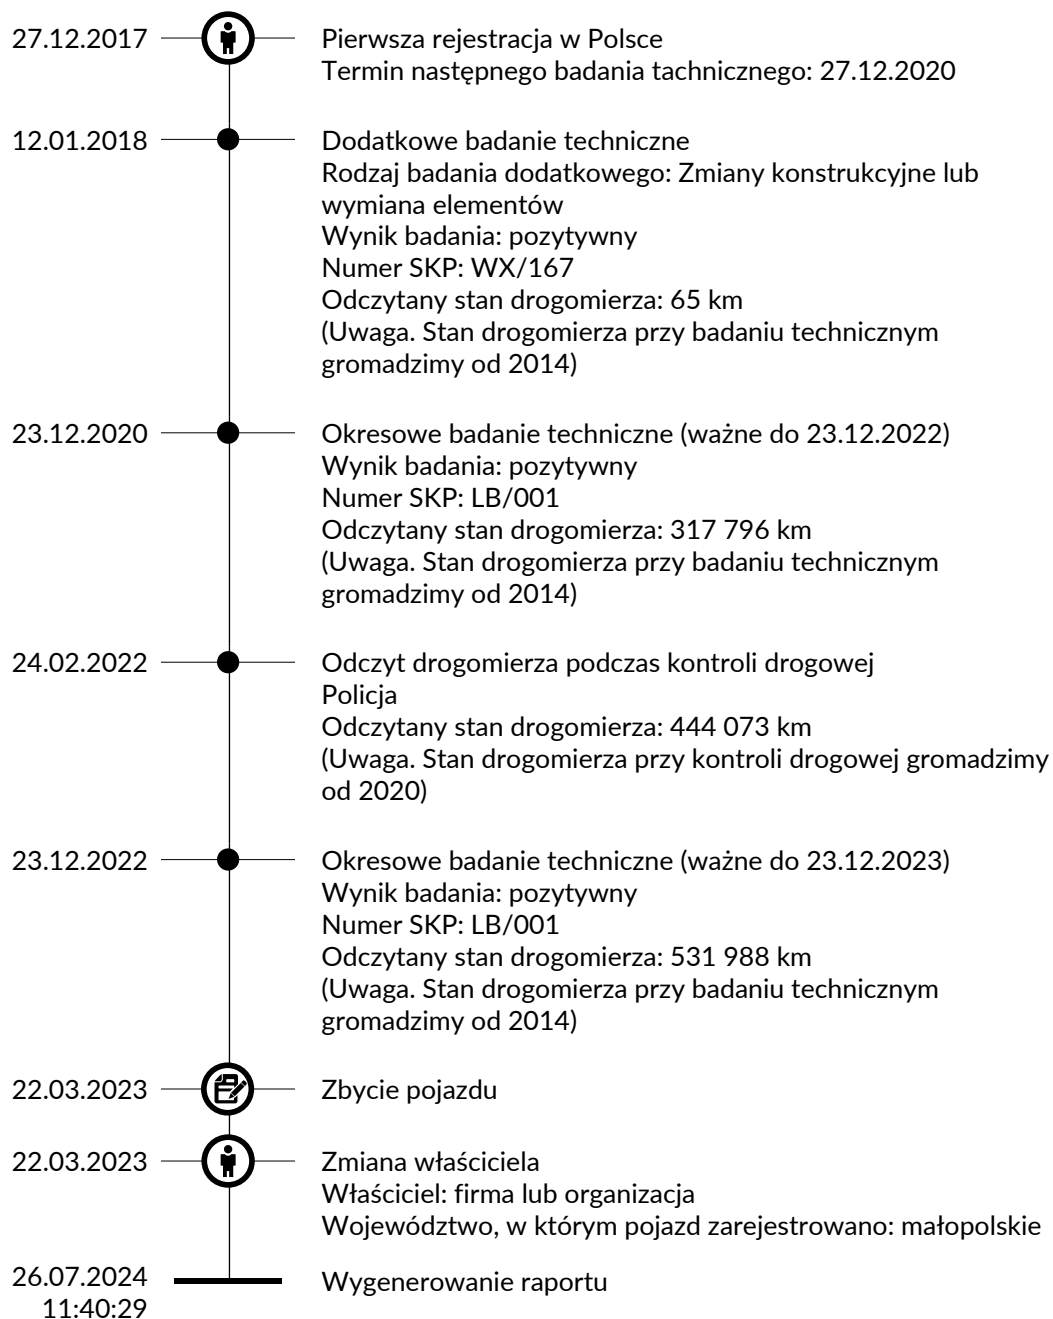 27.12.2017
Pierwsza rejestracja w Polsce
Termin następnego badania tachnicznego: 27.12.2020
12.01.2018
Dodatkowe badanie techniczne
Rodzaj badania dodatkowego: Zmiany konstrukcyjne lub
wymiana elementów
Wynik badania: pozytywny
Numer SKP: WX/167
Odczytany stan drogomierza: 65 km
(Uwaga. Stan drogomierza przy badaniu technicznym
gromadzimy od 2014)
23.12.2020
Okresowe badanie techniczne (ważne do 23.12.2022)
Wynik badania: pozytywny
Numer SKP: LB/001
Odczytany stan drogomierza: 317 796 km
(Uwaga. Stan drogomierza przy badaniu technicznym
gromadzimy od 2014)
24.02.2022
Odczyt drogomierza podczas kontroli drogowej
Policja
Odczytany stan drogomierza: 444 073 km
(Uwaga. Stan drogomierza przy kontroli drogowej gromadzimy
od 2020)
23.12.2022
Okresowe badanie techniczne (ważne do 23.12.2023)
Wynik badania: pozytywny
Numer SKP: LB/001
Odczytany stan drogomierza: 531 988 km
(Uwaga. Stan drogomierza przy badaniu technicznym
gromadzimy od 2014)
22.03.2023
Zbycie pojazdu
22.03.2023
Zmiana właściciela
Właściciel: firma lub organizacja
Województwo, w którym pojazd zarejestrowano: małopolskie
26.07.2024
11:40:29
Wygenerowanie raportu